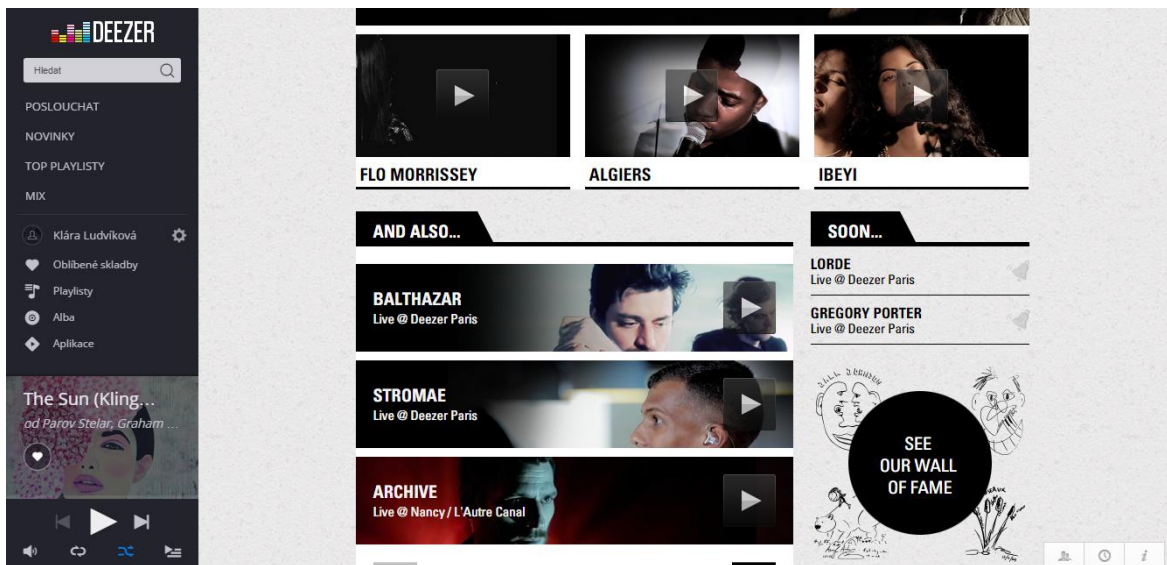 DEEZER
Hledat
POSLOUCHAT
NOVINKY
TOP PLAYLISTY
MIX
Klára Ludvíková
Oblíbené skladby
Playlisty
Alba
Aplikace
The Sun (Kling...
od Parov Stelar, Graham ...
FLO MORRISSEY
ALGIERS
IBEYI
AND ALSO...
BALTHAZAR
Live @ Deezer Paris
STROMAE
Live @ Deezer Paris
ARCHIVE
Live @ Nancy / L'Autre Canal
SOON...
LORDE
Live @ Deezer Paris
GREGORY PORTER
Live @ Deezer Paris
SEE
OUR WALL
OF FAME
i